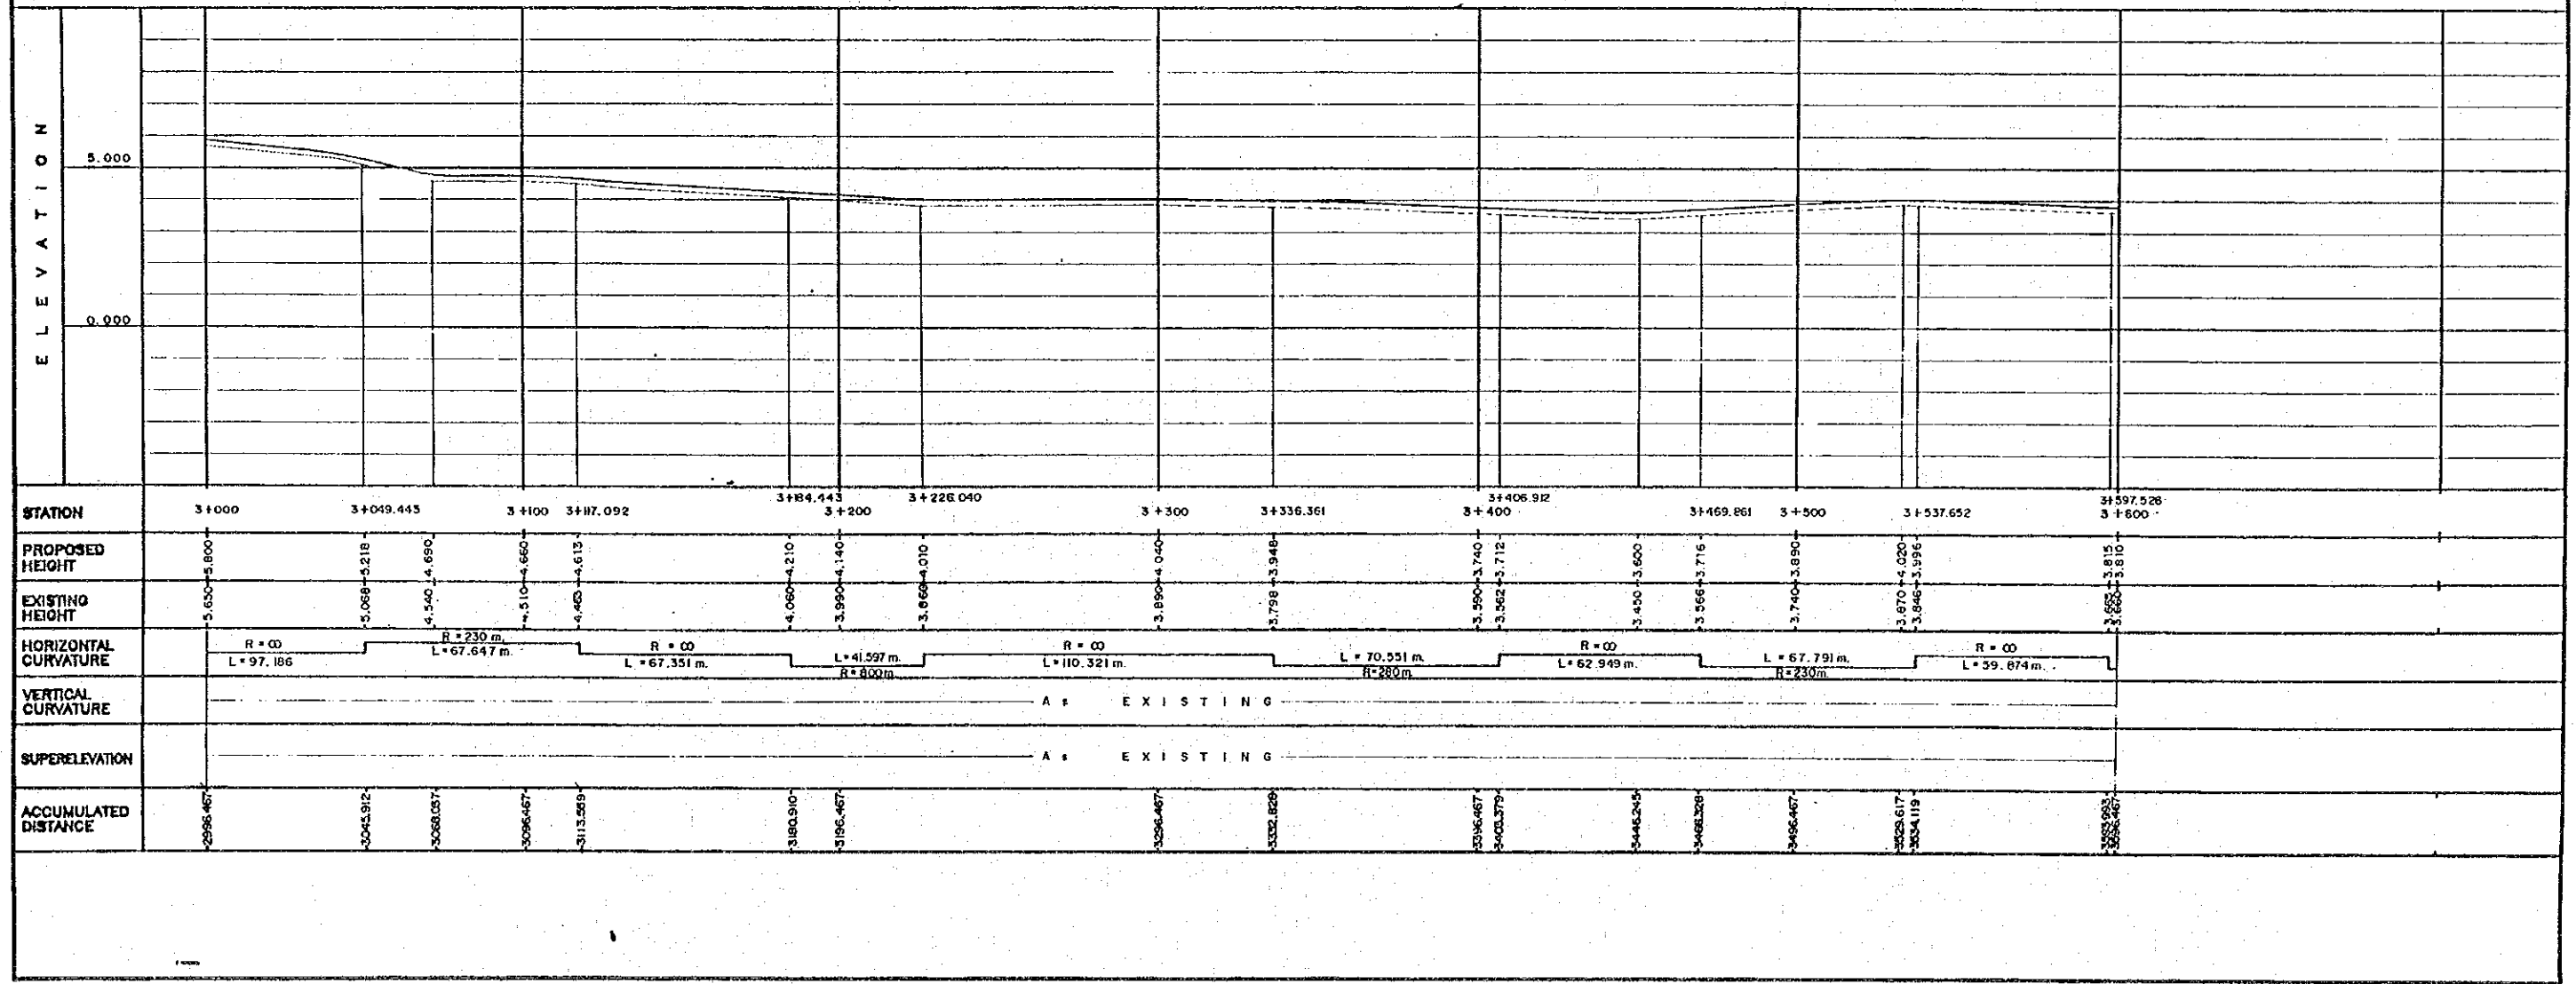 ELEVATION
5.000
0.000
STATION
3+184.443 3+226.040 3+406.912 3+597.526
3+000 3+049.445 3+100 3+117.092 3+200 3+300 3+336.361 3+400 3+469.861 3+500 3+537.652 3+600
PROPOSED HEIGHT
5.800 5.218 4.690 4.660 4.613 4.210 4.140 4.010 4.040 3.948 3.740 3.712 3.600 3.716 3.890 4.020 3.996 3.815 3.810
EXISTING HEIGHT
5.650 5.068 4.540 4.510 4.463 4.060 3.990 3.860 3.890 3.798 3.590 3.562 3.450 3.566 3.740 3.870 3.846 3.665 3.660
HORIZONTAL CURVATURE
R = ∞ R = 230 m. R = ∞ R = ∞ R = ∞ R = ∞
L = 97.186 L = 67.647 m. L = 67.351 m. L = 41.597 m. L = 110.321 m. L = 70.551 m. L = 62.949 m. L = 67.791 m. L = 59.874 m.
R = 800 m R = 280 m R = 230 m.
VERTICAL CURVATURE
As EXISTING
SUPERELEVATION
As EXISTING
ACCUMULATED DISTANCE
2996.467 3045.912 3068.037 3096.467 3113.559 3180.910 3196.467 3296.467 3332.828 3396.467 3403.379 3446.245 3466.328 3496.467 3529.617 3534.119 3593.993 3596.467